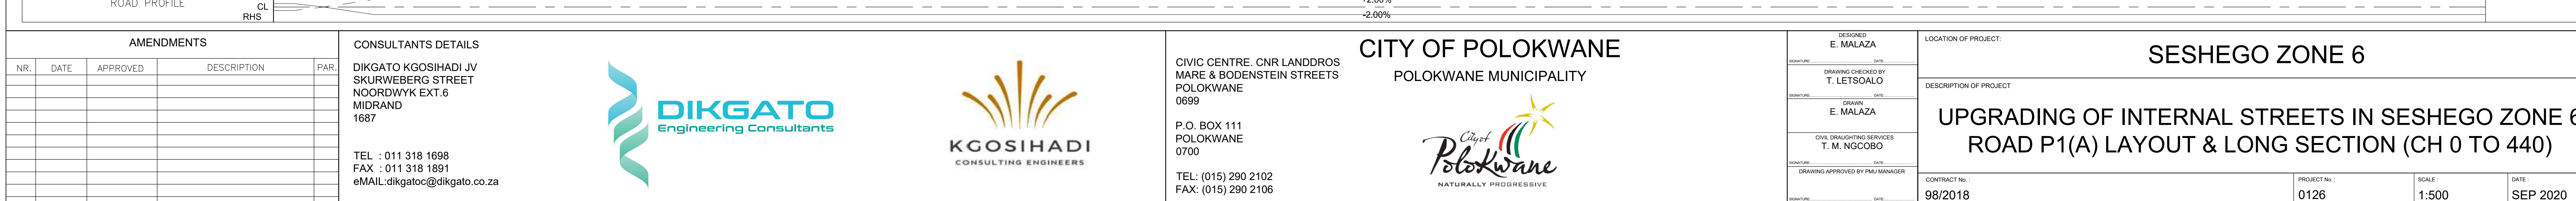 ROAD PROFILE
CL
RHS
-2.00%
AMENDMENTS
NR. DATE APPROVED DESCRIPTION PAR.
CONSULTANTS DETAILS
DIKGATO KGOSIHADI JV
SKURWEBERG STREET
NOORDWYK EXT.6
MIDRAND
1687
TEL : 011 318 1698
FAX : 011 318 1891
eMAIL:dikgatoc@dikgato.co.za
DIKGATO
Engineering Consultants
KGOSIHADI
CONSULTING ENGINEERS
CITY OF POLOKWANE
POLOKWANE MUNICIPALITY
CIVIC CENTRE. CNR LANDDROS
MARE & BODENSTEIN STREETS
POLOKWANE
0699
P.O. BOX 111
POLOKWANE
0700
TEL: (015) 290 2102
FAX: (015) 290 2106
City of
Polokwane
NATURALLY PROGRESSIVE
DESIGNED
E. MALAZA
SIGNATURE: DATE:
DRAWING CHECKED BY
T. LETSOALO
SIGNATURE: DATE:
DRAWN
E. MALAZA
CIVIL DRAUGHTING SERVICES
T. M. NGCOBO
SIGNATURE: DATE:
DRAWING APPROVED BY PMU MANAGER
SIGNATURE: DATE:
LOCATION OF PROJECT:
SESHEGO ZONE 6
DESCRIPTION OF PROJECT
UPGRADING OF INTERNAL STREETS IN SESHEGO ZONE 6
ROAD P1(A) LAYOUT & LONG SECTION (CH 0 TO 440)
CONTRACT No. :
98/2018
PROJECT No. :
0126
SCALE :
1:500
DATE :
SEP 2020